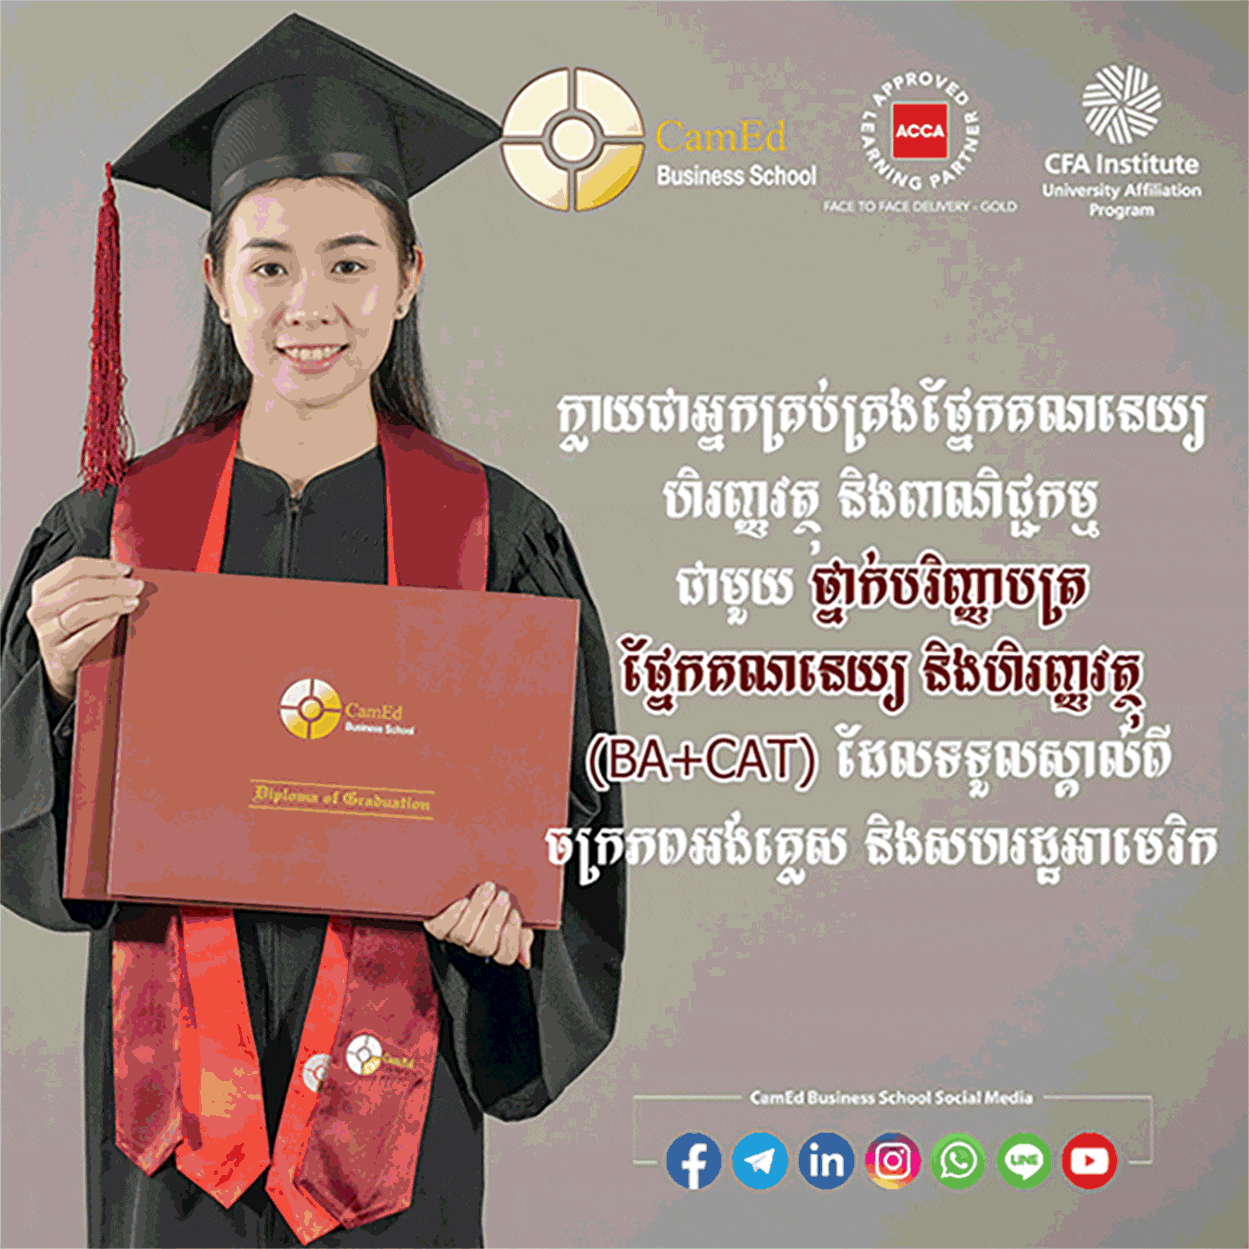 CamEd
Business School
APPROVED
LEARNING PARTNER
ACCA
FACE TO FACE DELIVERY - GOLD
CFA Institute
University Affiliation
Program
ក្លាយជាអ្នកគ្រប់គ្រងផ្នែកគណនេយ្យ
ហិរញ្ញវត្ថុ និងពាណិជ្ជកម្ម
ជាមួយ ថ្នាក់បរិញ្ញាបត្រ
ផ្នែកគណនេយ្យ និងហិរញ្ញវត្ថុ
(BA+CAT) ដែលទទួលស្គាល់ពី
ចក្រភពអង់គ្លេស និងសហរដ្ឋអាមេរិក
CamEd
Business School
Diploma of Graduation
CamEd
CamEd Business School Social Media
LINE